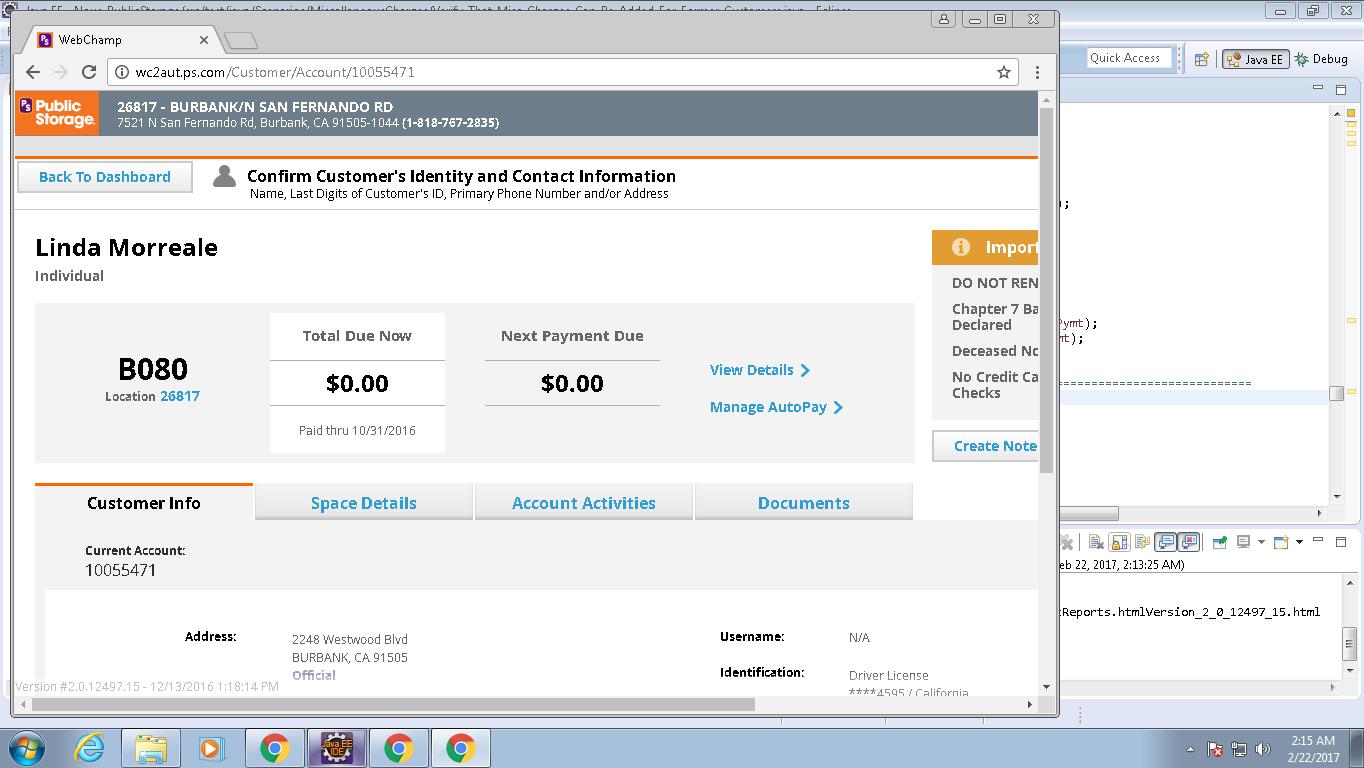 WebChamp
wc2aut.ps.com/Customer/Account/10055471
Quick Access
Java EE
Debug
PS Public Storage.
26817 - BURBANK/N SAN FERNANDO RD
7521 N San Fernando Rd, Burbank, CA 91505-1044 (1-818-767-2835)
Back To Dashboard
Confirm Customer's Identity and Contact Information
Name, Last Digits of Customer's ID, Primary Phone Number and/or Address
Linda Morreale
Individual
Import
DO NOT REN
Chapter 7 Ba
Declared
Deceased No
No Credit Ca
Checks
Create Note
B080
Location 26817
Total Due Now
$0.00
Paid thru 10/31/2016
Next Payment Due
$0.00
View Details
Manage AutoPay
Customer Info
Space Details
Account Activities
Documents
Current Account:
10055471
Address:
2248 Westwood Blvd
BURBANK, CA 91505
Official
Username:
N/A
Identification:
Driver License
****4595 / California
Version #2.0.12497.15 - 12/13/2016 1:18:14 PM
Pymt);
nt);
eb 22, 2017, 2:13:25 AM)
Reports.htmlVersion_2_0_12497_15.html
Java EE
IDE
2:15 AM
2/22/2017